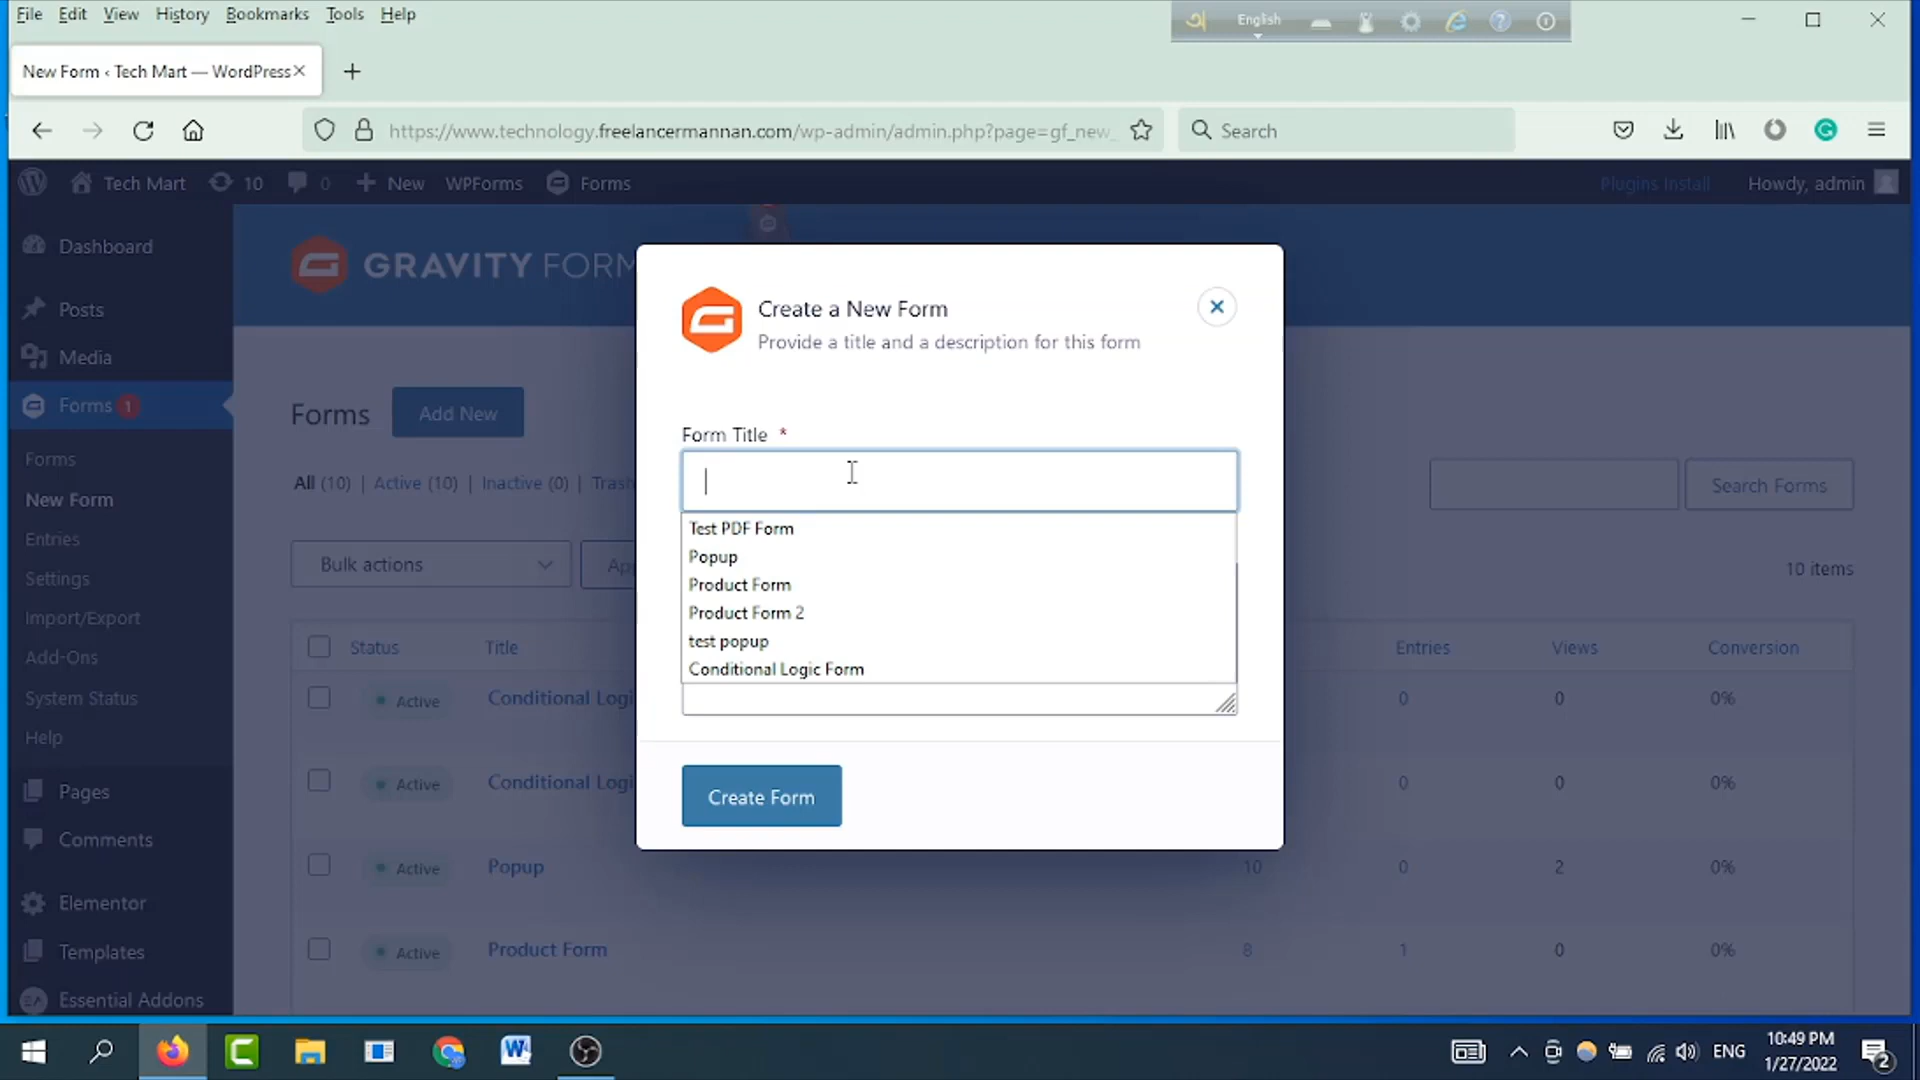 File Edit View History Bookmarks Tools Help
English
New Form ‹ Tech Mart — WordPress
https://www.technology.freelancermannan.com/wp-admin/admin.php?page=gf_new_
Search
Tech Mart 10 0 New WPForms Forms Plugins Install Howdy, admin
Dashboard
Posts
Media
Forms 1
Forms
New Form
Entries
Settings
Import/Export
Add-Ons
System Status
Help
Pages
Comments
Elementor
Templates
Essential Addons
GRAVITY FORM
Forms Add New
All (10) | Active (10) | Inactive (0) | Trash
Search Forms
Bulk actions
10 items
Status Title Entries Views Conversion
Active Conditional Logi 0 0 0%
Active Conditional Logi 0 0 0%
Active Popup 10 0 2 0%
Active Product Form 8 1 0 0%
Create a New Form
Provide a title and a description for this form
Form Title *
Test PDF Form
Popup
Product Form
Product Form 2
test popup
Conditional Logic Form
Create Form
ENG
10:49 PM
1/27/2022
2